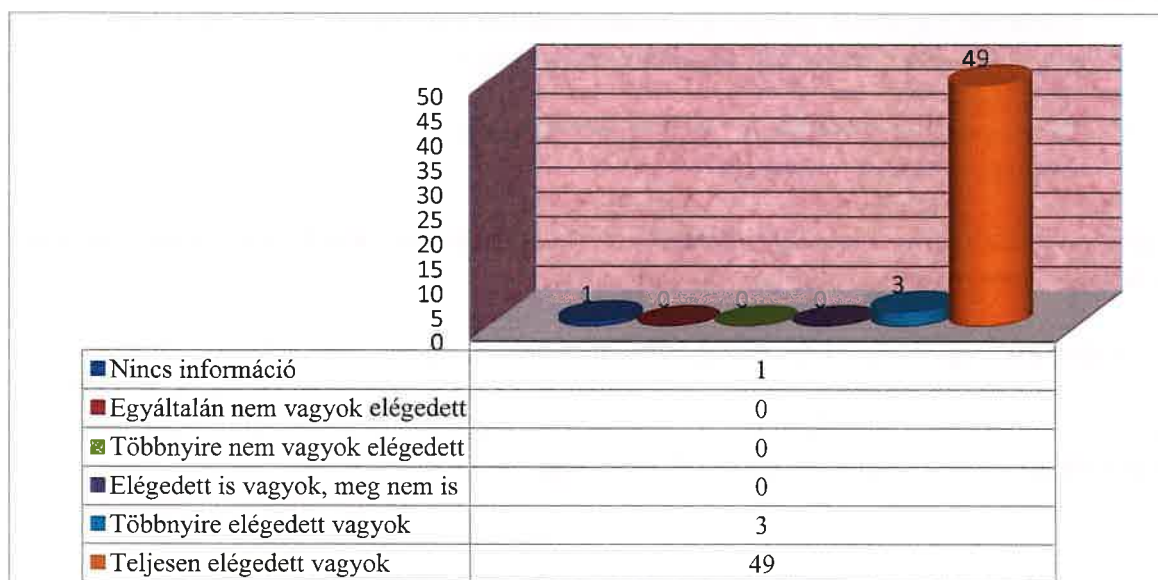 49
50
45
40
35
30
25
20
15
10
5
0
1 0 0 0 3
Nincs információ 1
Egyáltalán nem vagyok elégedett 0
Többnyire nem vagyok elégedett 0
Elégedett is vagyok, meg nem is 0
Többnyire elégedett vagyok 3
Teljesen elégedett vagyok 49